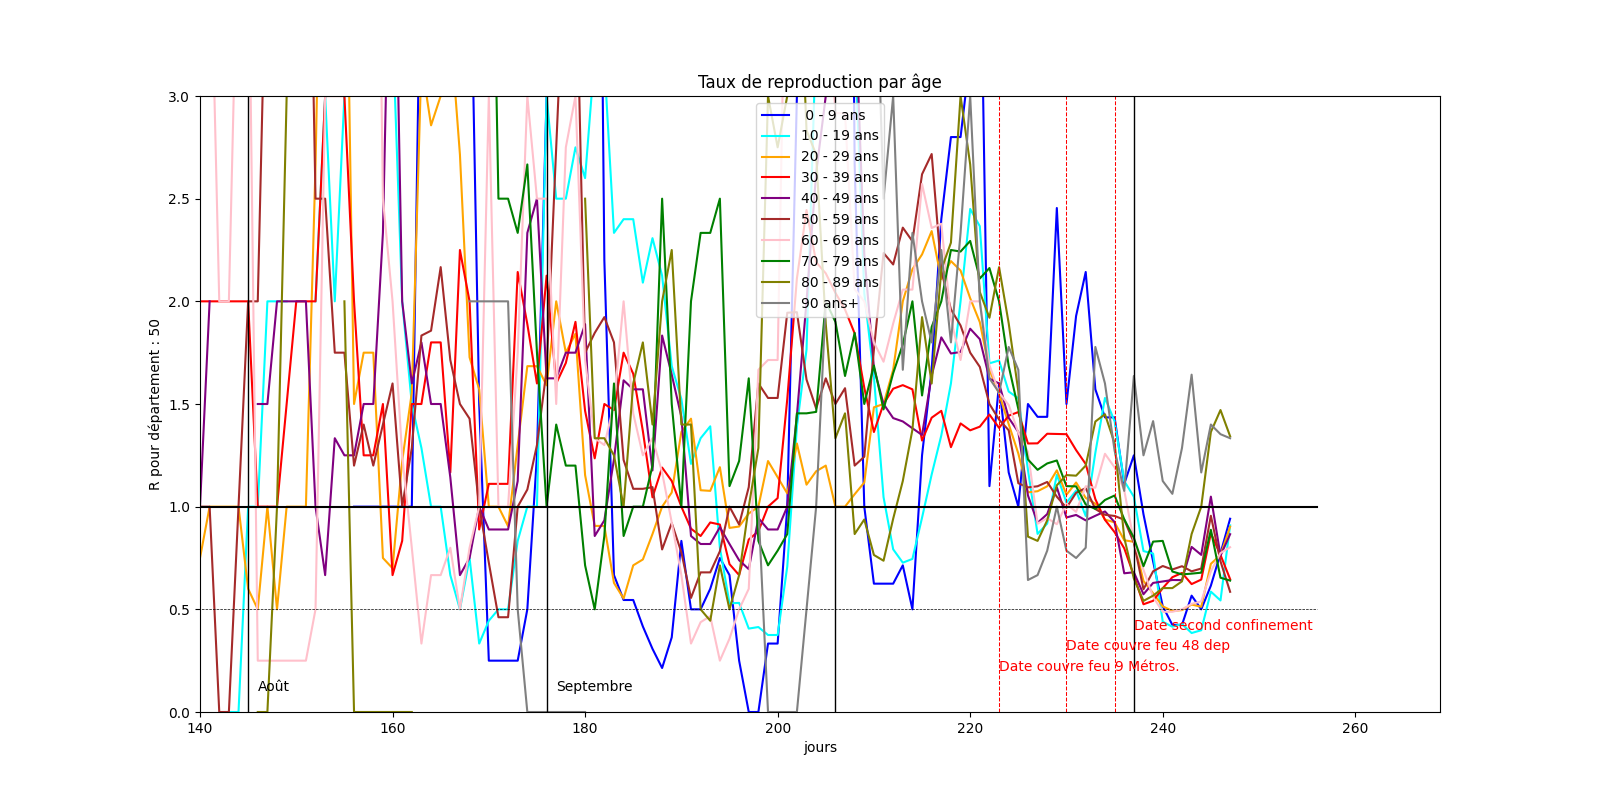 Taux de reproduction par âge
R pour département : 50
3.0
2.5
2.0
1.5
1.0
0.5
0.0
0 - 9 ans
10 - 19 ans
20 - 29 ans
30 - 39 ans
40 - 49 ans
50 - 59 ans
60 - 69 ans
70 - 79 ans
80 - 89 ans
90 ans+
Date second confinement
Date couvre feu 48 dep
Date couvre feu 9 Métros.
Août
Septembre
140
160
180
200
220
240
260
jours